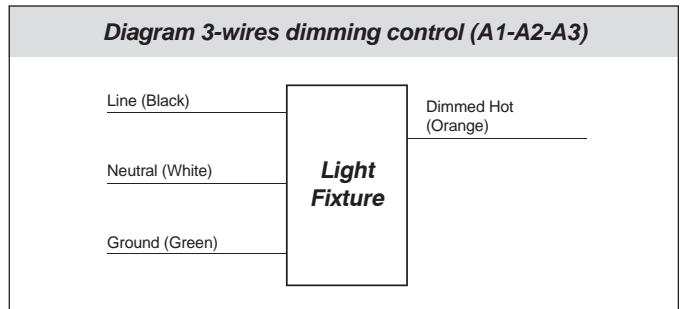 Diagram 3-wires dimming control (A1-A2-A3)
Line (Black)
Neutral (White)
Ground (Green)
Light
Fixture
Dimmed Hot
(Orange)